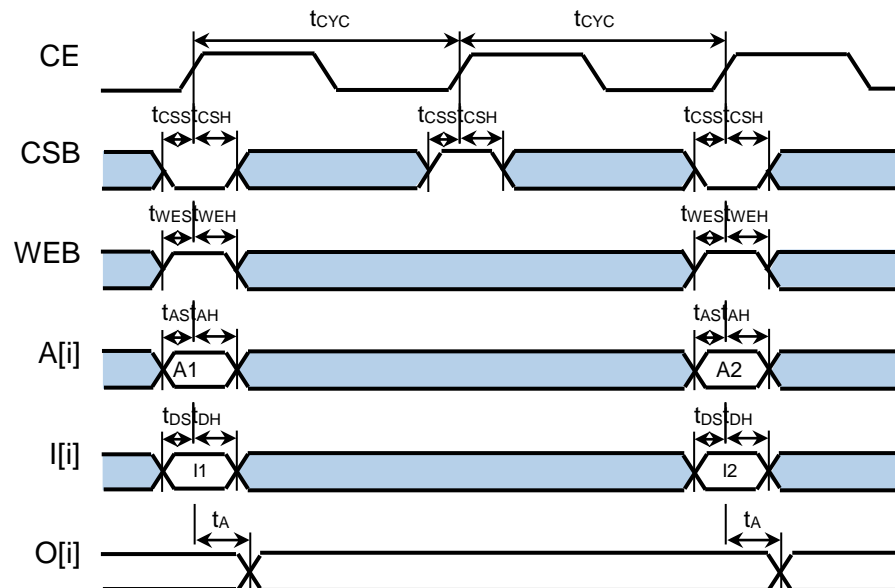 tCYC tCYC
CE
tCSS tCSH tCSS tCSH tCSS tCSH
CSB
tWES tWEH tWES tWEH
WEB
tAS tAH tAS tAH
A[i] A1 A2
tDS tDH tDS tDH
I[i] I1 I2
tA tA
O[i]